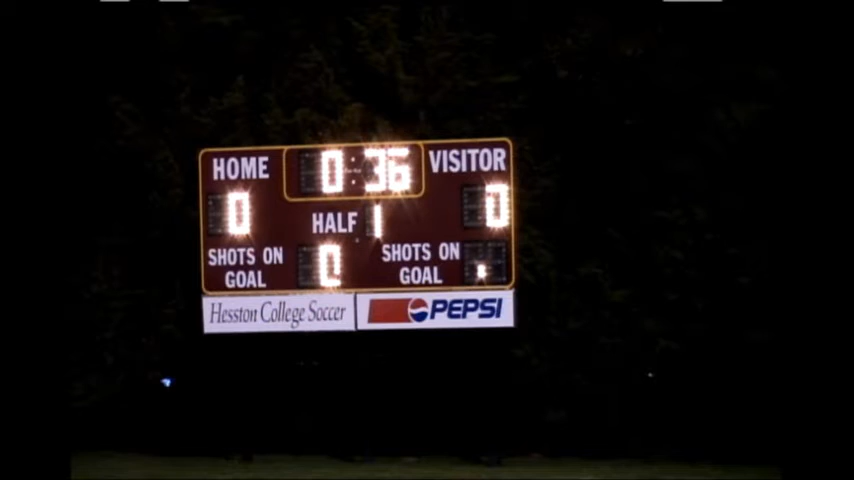 HOME 0:36 VISITOR
0 HALF 1 0
SHOTS ON GOAL 0 SHOTS ON GOAL
Hesston College Soccer PEPSI